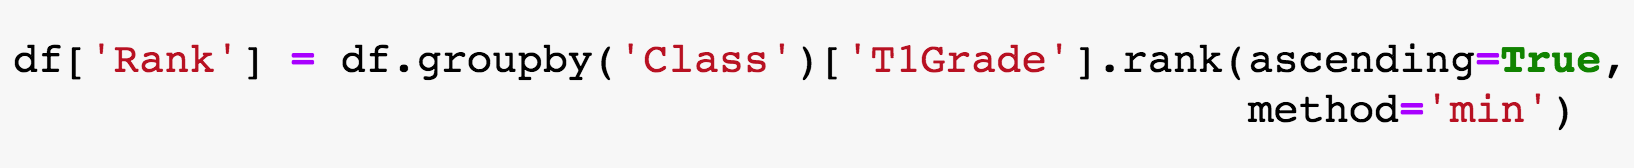 df['Rank'] = df.groupby('Class')['T1Grade'].rank(ascending=True,
method='min')